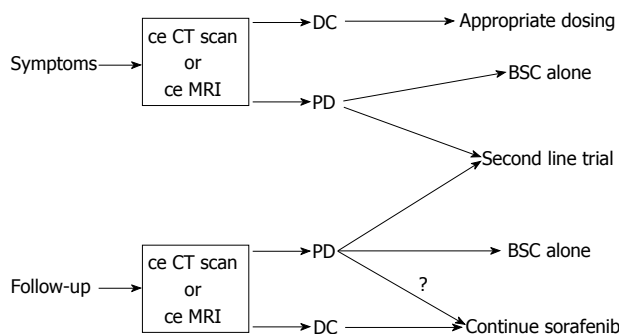 DC
Appropriate dosing
ce CT scan
or
ce MRI
Symptoms
BSC alone
PD
Second line trial
ce CT scan
or
ce MRI
PD
BSC alone
Follow-up
?
DC
Continue sorafenib